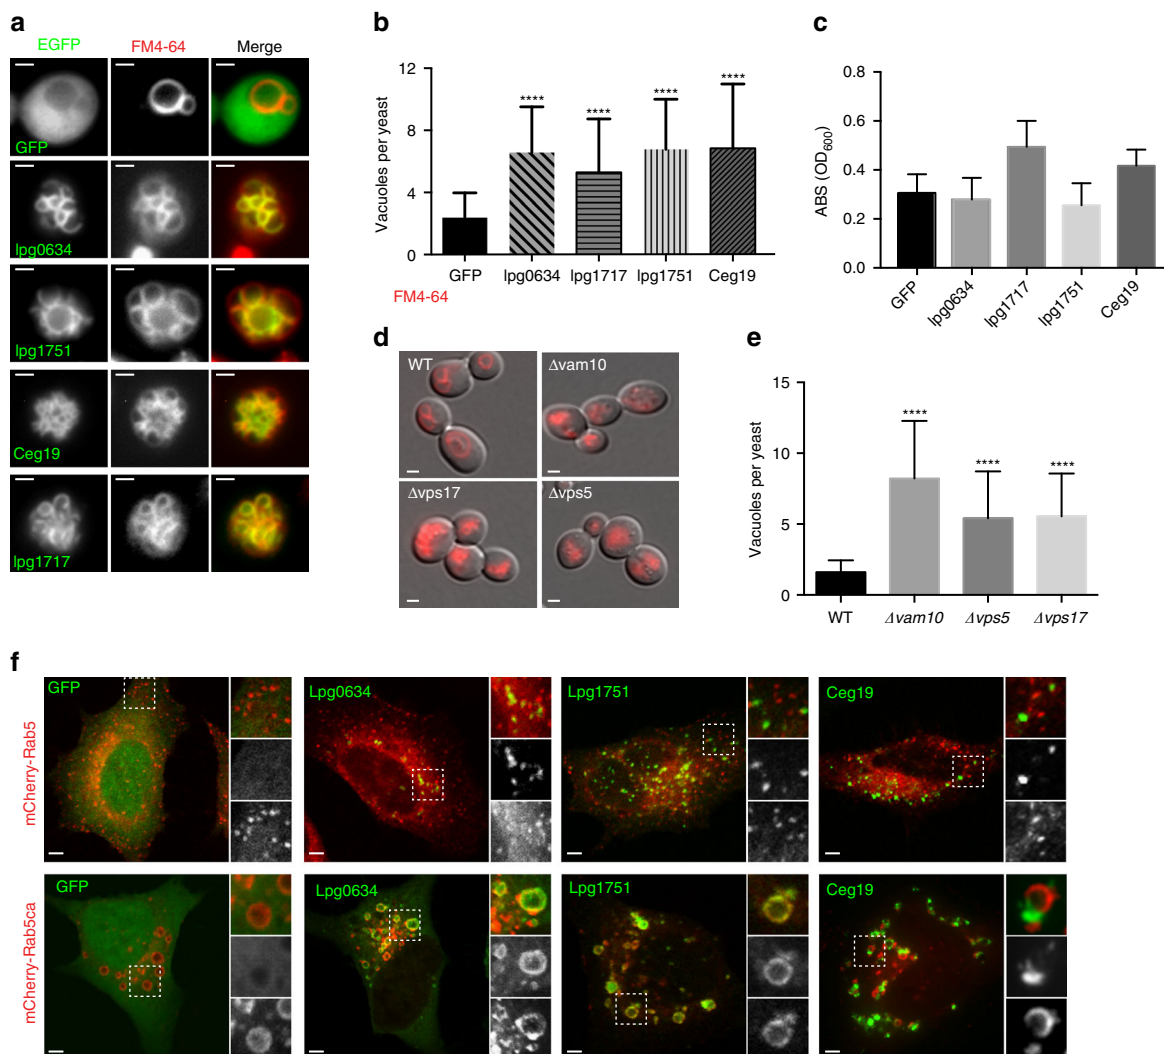 a
EGFP FM4-64 Merge
GFP
lpg0634
lpg1751
Ceg19
lpg1717
b
Vacuoles per yeast
12
8
4
0
**** **** **** ****
GFP lpg0634 lpg1717 lpg1751 Ceg19
FM4-64
c
ABS (OD600)
0.8
0.6
0.4
0.2
0.0
GFP lpg0634 lpg1717 lpg1751 Ceg19
d
WT Δvam10
Δvps17 Δvps5
e
Vacuoles per yeast
15
10
5
0
**** **** ****
WT Δvam10 Δvps5 Δvps17
f
mCherry-Rab5
GFP Lpg0634 Lpg1751 Ceg19
mCherry-Rab5ca
GFP Lpg0634 Lpg1751 Ceg19